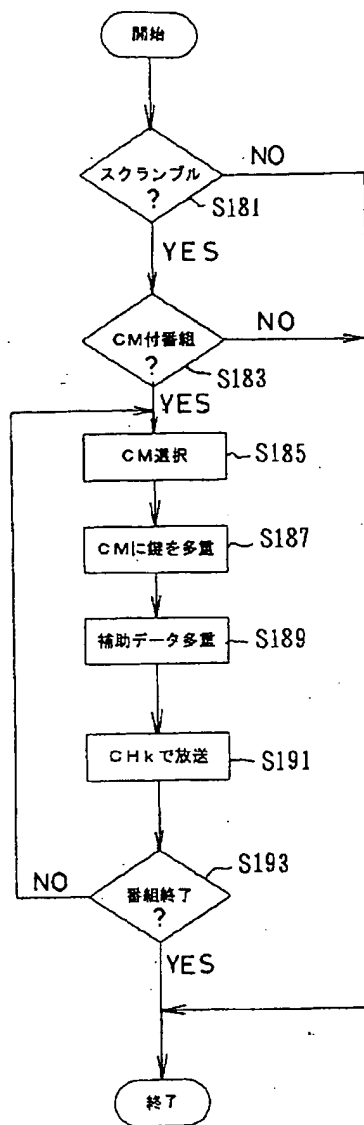 開始
スクランブル
?
NO
S181
YES
CM付番組
?
NO
S183
YES
CM選択
S185
CMに鍵を多重
S187
補助データ多重
S189
CHkで放送
S191
番組終了
?
S193
NO
YES
終了